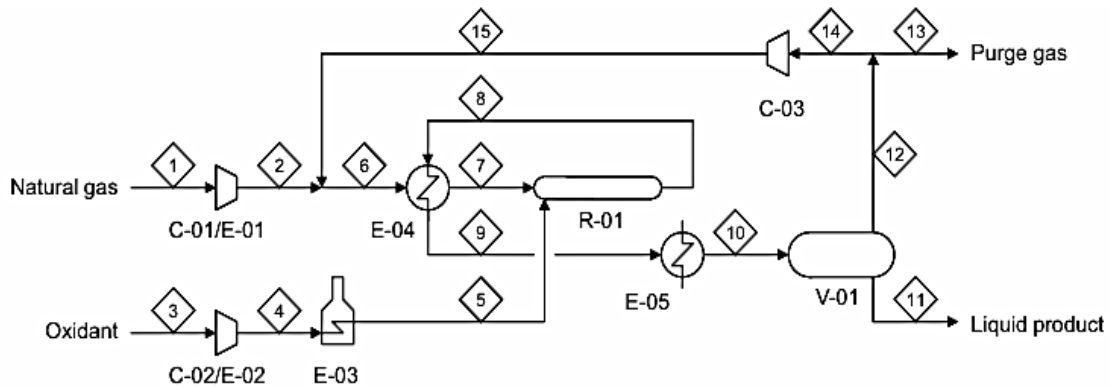 15
14
13
Purge gas
C-03
8
12
1
2
6
7
Natural gas
R-01
C-01/E-01
E-04
9
10
E-05
V-01
3
4
5
11
Oxidant
Liquid product
C-02/E-02
E-03